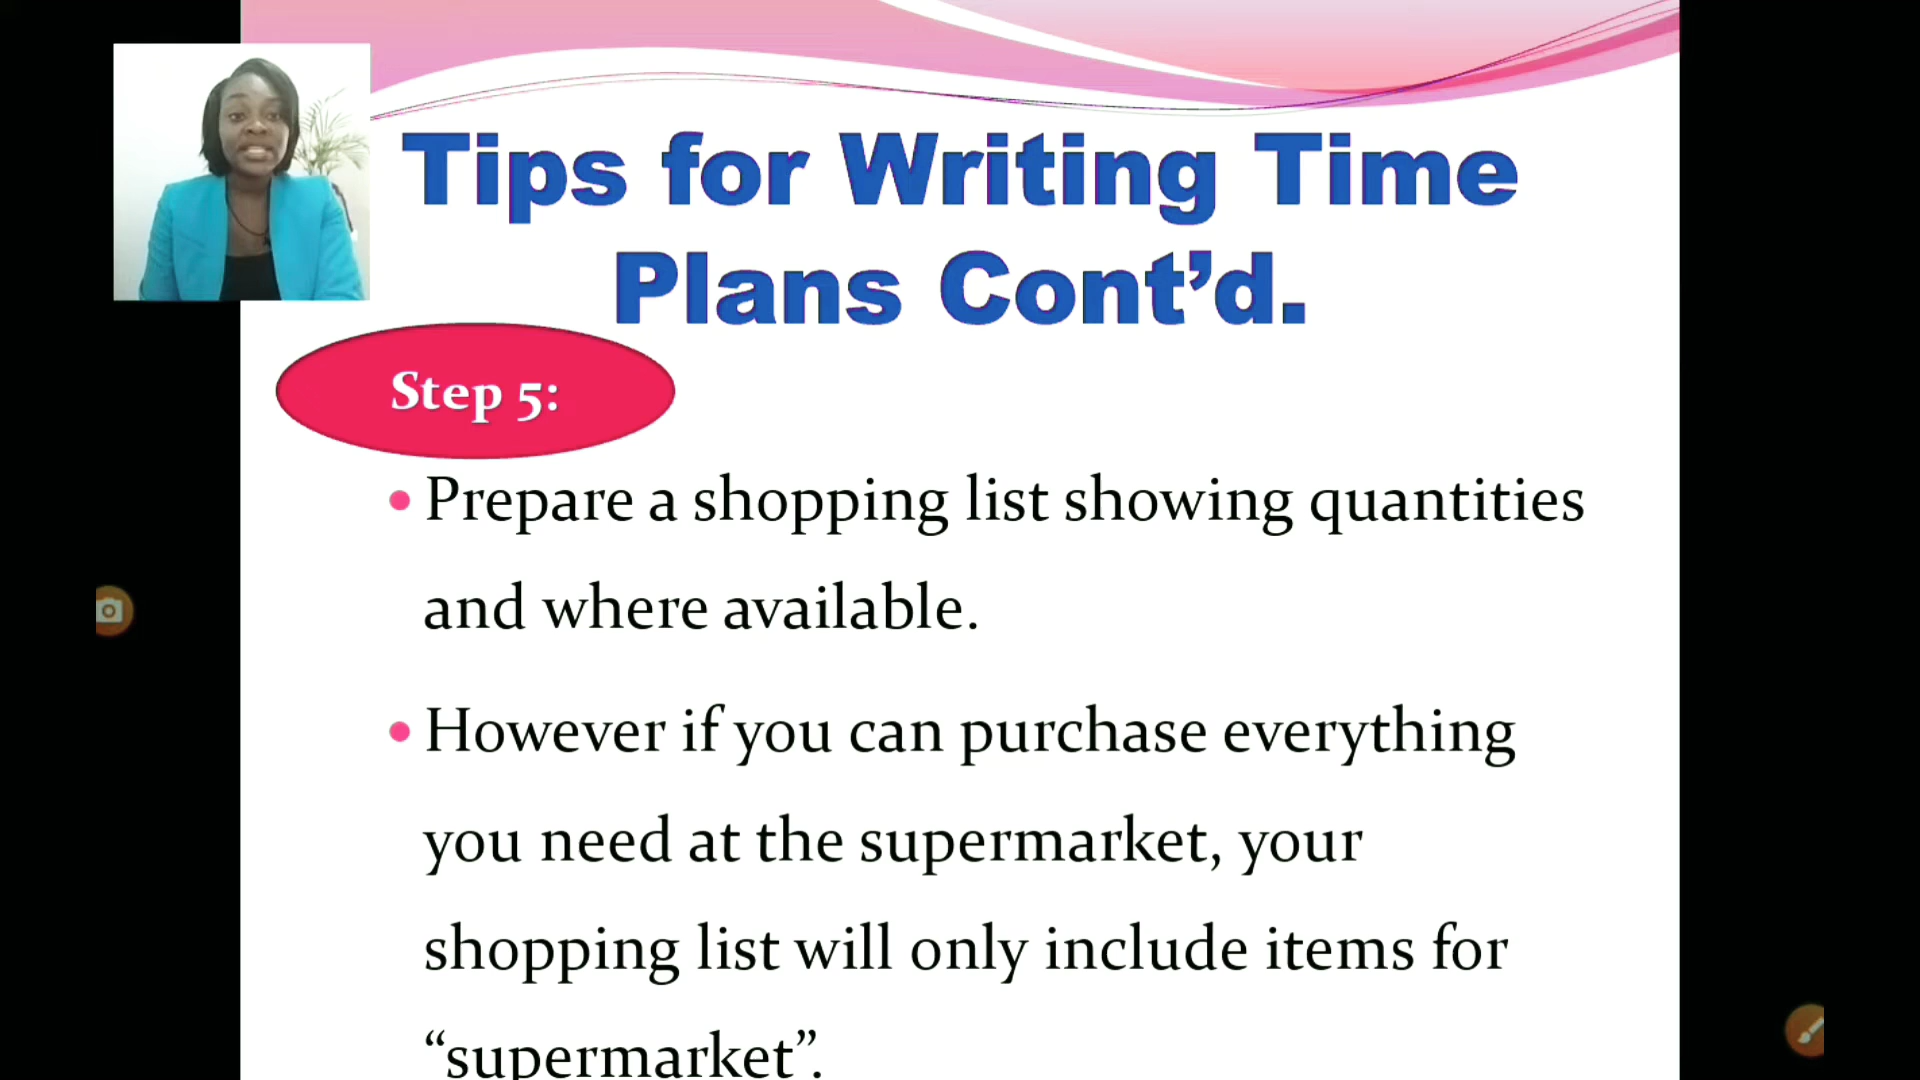 Tips for Writing Time
Plans Cont’d.
Step 5:
Prepare a shopping list showing quantities
and where available.
However if you can purchase everything
you need at the supermarket, your
shopping list will only include items for
“supermarket”.